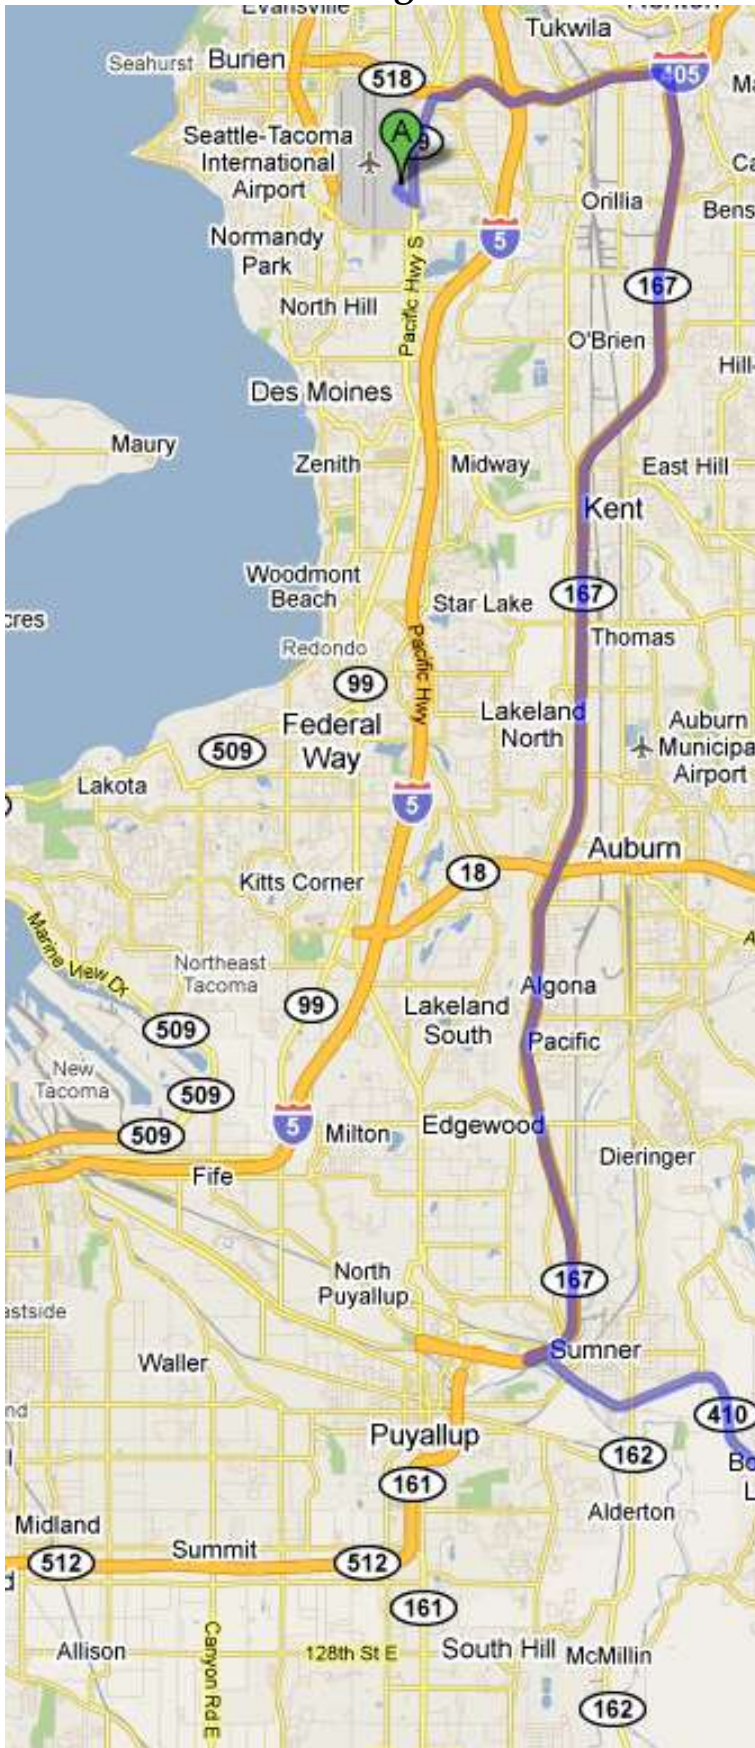 Evansville
Tukwila
Seahurst
Burien
518
405
A
Seattle-Tacoma
International
Airport
Orillia
Normandy
Park
5
Pacific Hwy S
167
North Hill
O'Brien
Des Moines
Maury
Zenith
Midway
East Hill
Kent
Woodmont
Beach
167
Star Lake
Thomas
Redondo
Pacific Hwy
99
Federal
Way
509
Lakeland
North
Auburn
Airport
Lakota
5
Auburn
Kitts Corner
18
Marine View Dr
Northeast
Tacoma
Algona
99
Lakeland
South
509
Pacific
New
Tacoma
509
509
5
Milton
Edgewood
Dieringer
Fife
North
Puyallup
167
Waller
Sumner
410
Puyallup
162
161
Alderton
Midland
Summit
512
512
161
Allison
Canyon Rd E
128th St E
South Hill
McMillin
162